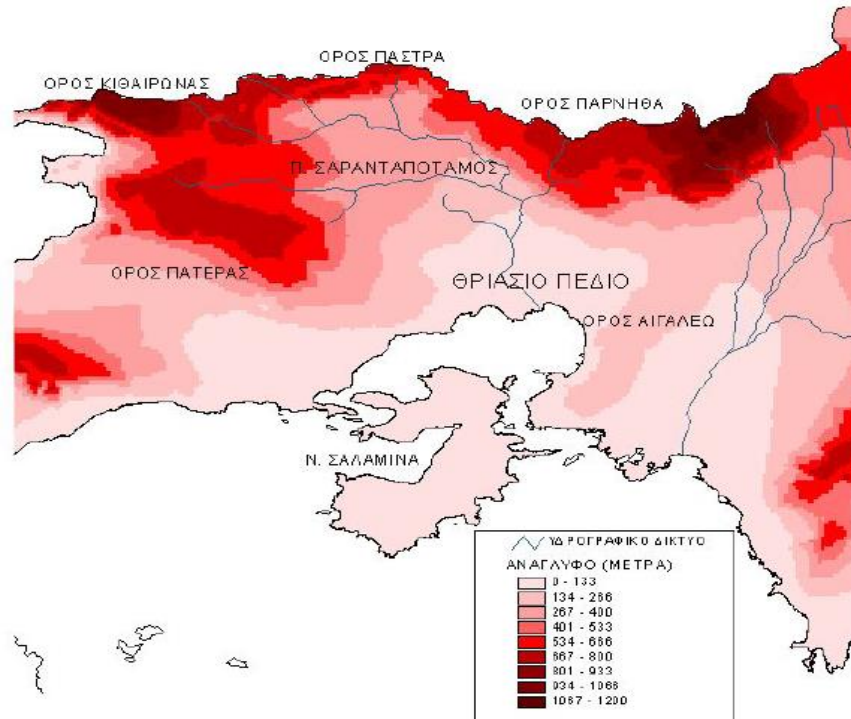 ΟΡΟΣ ΠΑΣΤΡΑ
ΟΡΟΣ ΚΙΘΑΙΡΩΝΑΣ
ΟΡΟΣ ΠΑΡΝΗΘΑ
Π. ΣΑΡΑΝΤΑΠΟΤΑΜΟΣ
ΟΡΟΣ ΠΑΤΕΡΑΣ
ΘΡΙΑΣΙΟ ΠΕΔΙΟ
ΟΡΟΣ ΑΙΓΑΛΕΩ
Ν. ΣΑΛΑΜΙΝΑ
ΥΔΡΟΓΡΑΦΙΚΟ ΔΙΚΤΥΟ
ΑΝΑΓΛΥΦΟ (ΜΕΤΡΑ)
0 - 133
134 - 266
267 - 400
401 - 533
534 - 666
667 - 800
801 - 933
934 - 1066
1067 - 1200